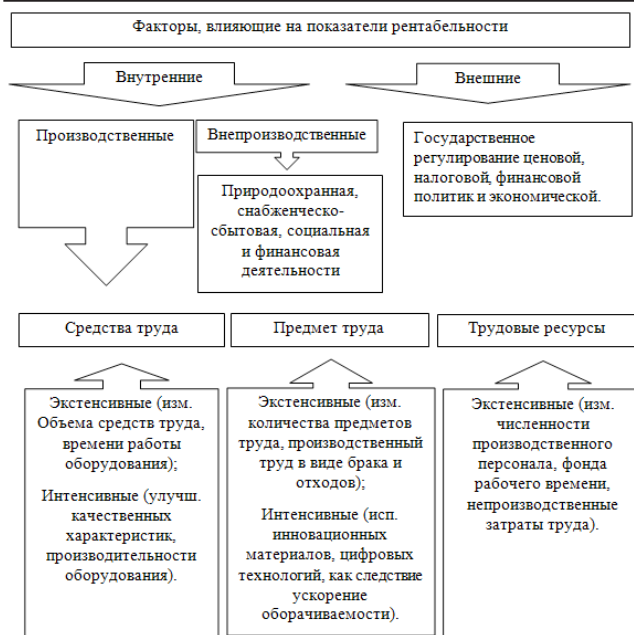 Факторы, влияющие на показатели рентабельности
Внутренние
Внешние
Производственные
Внепроизводственные
Природоохранная,
снабженческо-
сбытовая, социальная
и финансовая
деятельности
Государственное
регулирование ценовой,
налоговой, финансовой
политик и экономической.
Средства труда
Предмет труда
Трудовые ресурсы
Экстенсивные (изм.
Объема средств труда,
времени работы
оборудования);
Интенсивные (улучш.
качественных
характеристик,
производительности
оборудования).
Экстенсивные (изм.
количества предметов
труда, производственный
труд в виде брака и
отходов);
Интенсивные (исп.
инновационных
материалов, цифровых
технологий, как следствие
ускорение
оборачиваемости).
Экстенсивные (изм.
численности
производственного
персонала, фонда
рабочего времени,
непроизводственные
затраты труда).